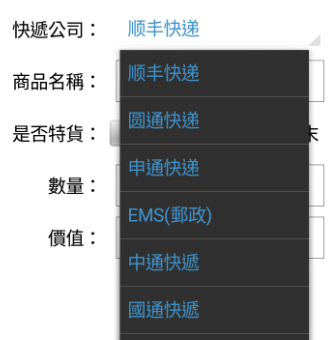 快遞公司： 顺丰快递
商品名稱： 顺丰快递
圆通快递
是否特貨： 末
申通快递
數量：
EMS(郵政)
價值：
中通快遞
國通快遞